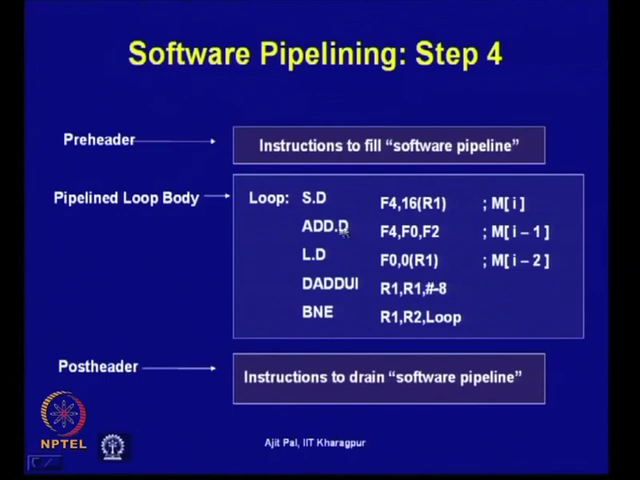 Software Pipelining: Step 4
Preheader
Instructions to fill “software pipeline”
Pipelined Loop Body
Loop: S.D F4,16(R1) ; M[ i ]
ADD.D F4,F0,F2 ; M[ i – 1 ]
L.D F0,0(R1) ; M[ i – 2 ]
DADDUI R1,R1,#-8
BNE R1,R2,Loop
Postheader
Instructions to drain “software pipeline”
NPTEL
Ajit Pal, IIT Kharagpur